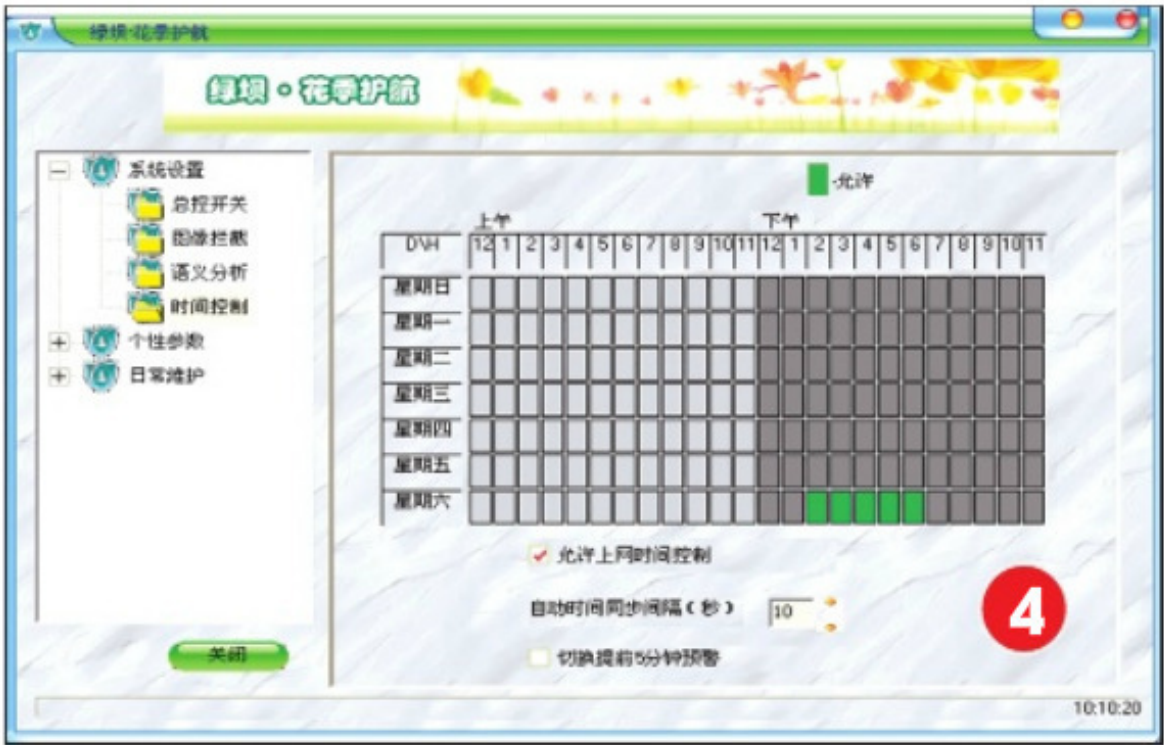 绿坝·花季护航
绿坝·花季护航
系统设置
总控开关
图像拦截
语义分析
时间控制
个性参数
日常维护
关闭
-允许
上午 下午
D\H 12 1 2 3 4 5 6 7 8 9 10 11 12 1 2 3 4 5 6 7 8 9 10 11
星期日
星期一
星期二
星期三
星期四
星期五
星期六
允许上网时间控制
自动时间同步间隔(秒) 10
切换提前5分钟预警
4
10:10:20